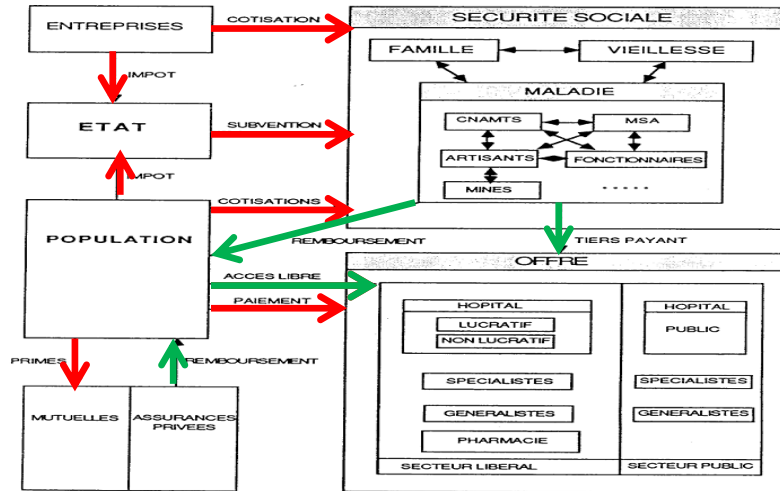 ENTREPRISES
COTISATION
SECURITE SOCIALE
FAMILLE
VIEILLESSE
IMPOT
MALADIE
ETAT
SUBVENTION
CNAMTS
MSA
ARTISANTS
FONCTIONNAIRES
IMPOT
MINES
.....
COTISATIONS
POPULATION
REMBOURSEMENT
TIERS PAYANT
OFFRE
ACCES LIBRE
PAIEMENT
HOPITAL
LUCRATIF
NON LUCRATIF
HOPITAL
PUBLIC
PRIMES
REMBOURSEMENT
SPECIALISTES
SPECIALISTES
MUTUELLES
ASSURANCES
PRIVEES
GENERALISTES
GENERALISTES
PHARMACIE
SECTEUR LIBERAL
SECTEUR PUBLIC